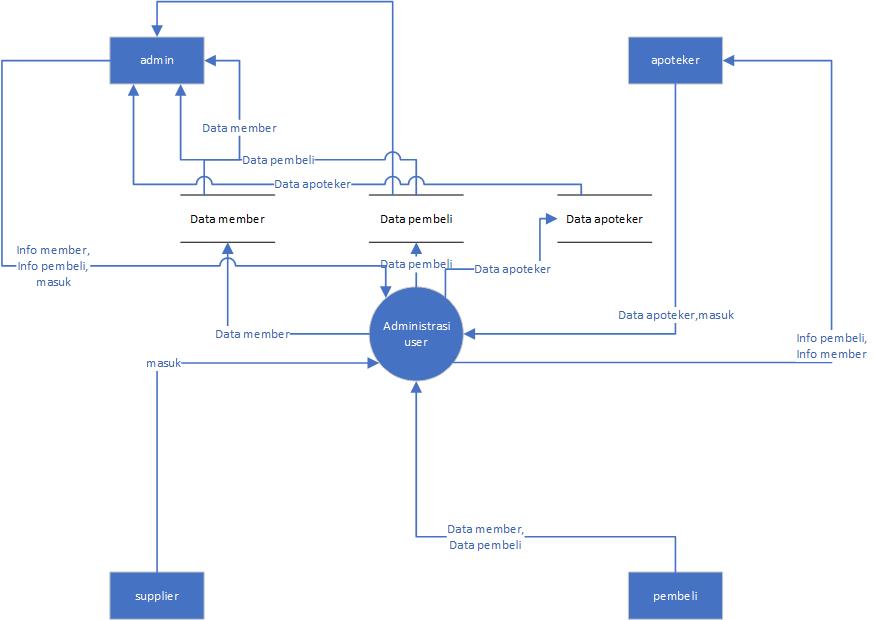 admin
apoteker
Data member
Data pembeli
Data apoteker
Data member
Data pembeli
Data apoteker
Info member,
Info pembeli,
masuk
Data pembeli
Data apoteker
Data apoteker,masuk
Administrasi
user
Data member
Info pembeli,
Info member
masuk
Data member,
Data pembeli
supplier
pembeli